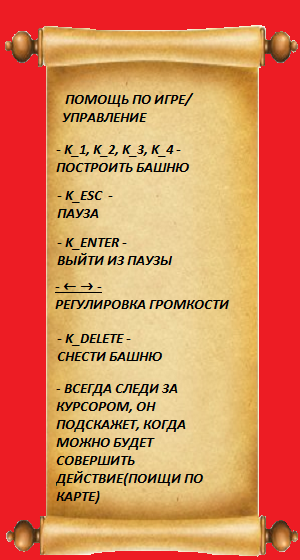 ПОМОЩЬ ПО ИГРЕ/
УПРАВЛЕНИЕ
- K_1, K_2, K_3, K_4 -
ПОСТРОИТЬ БАШНЮ
- K_ESC -
ПАУЗА
- K_ENTER -
ВЫЙТИ ИЗ ПАУЗЫ
- ← → -
РЕГУЛИРОВКА ГРОМКОСТИ
- K_DELETE -
СНЕСТИ БАШНЮ
- ВСЕГДА СЛЕДИ ЗА
КУРСОРОМ, ОН
ПОДСКАЖЕТ, КОГДА
МОЖНО БУДЕТ
СОВЕРШИТЬ
ДЕЙСТВИЕ(ПОИЩИ ПО
КАРТЕ)